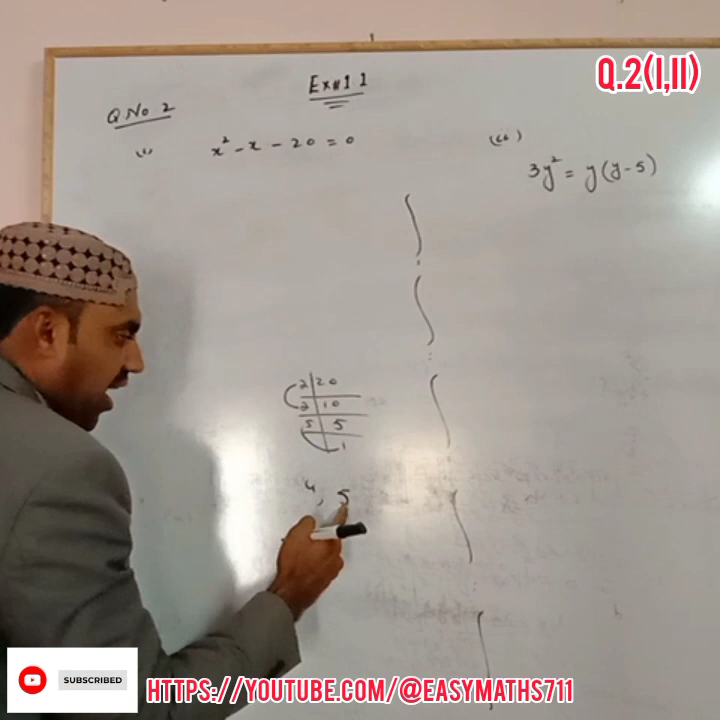 Q.2(I,II)
Ex#1.1
Q.No 2
(i) x² - x - 20 = 0
(ii)
3y² = y(y - 5)
2 | 20
2 | 10
5 | 5
1
4, 5
SUBSCRIBED
HTTPS://YOUTUBE.COM/@EASYMATHS711